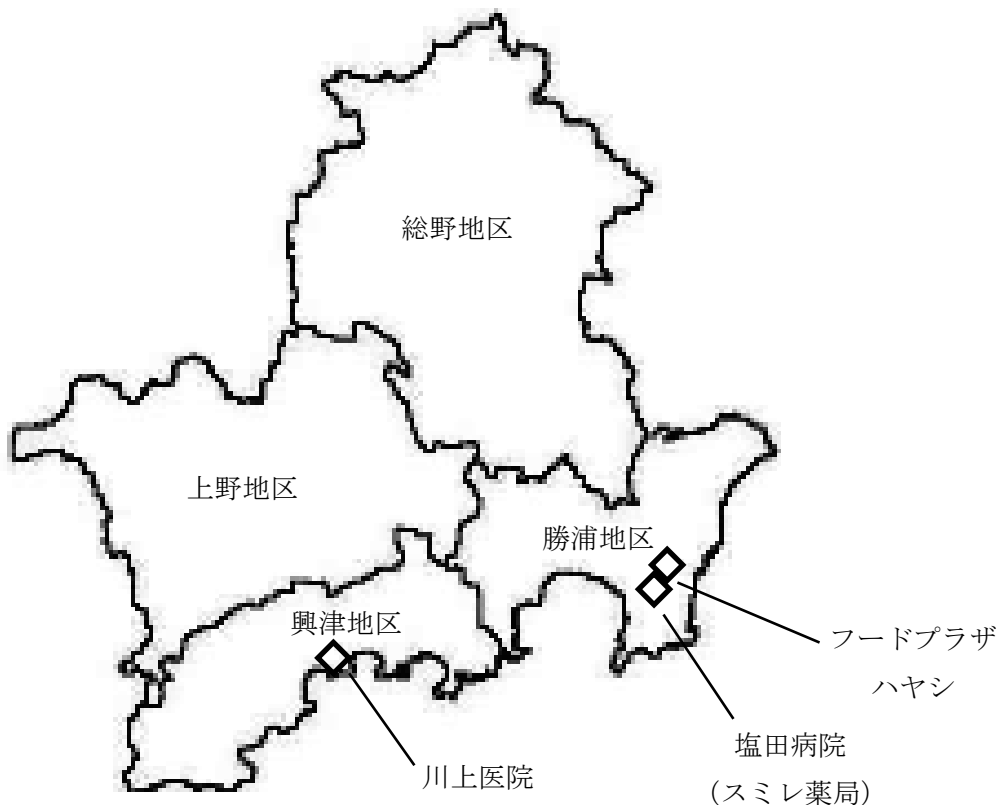 総野地区
上野地区
勝浦地区
興津地区
フードプラザ
ハヤシ
塩田病院
（スミレ薬局）
川上医院